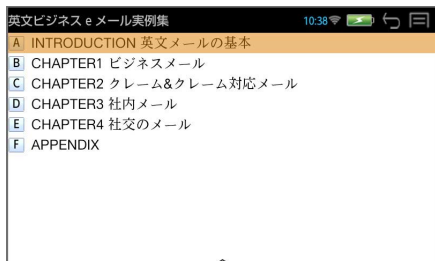 英文ビジネスeメール実例集 10:38
A INTRODUCTION 英文メールの基本
B CHAPTER1 ビジネスメール
C CHAPTER2 クレーム&クレーム対応メール
D CHAPTER3 社内メール
E CHAPTER4 社交のメール
F APPENDIX